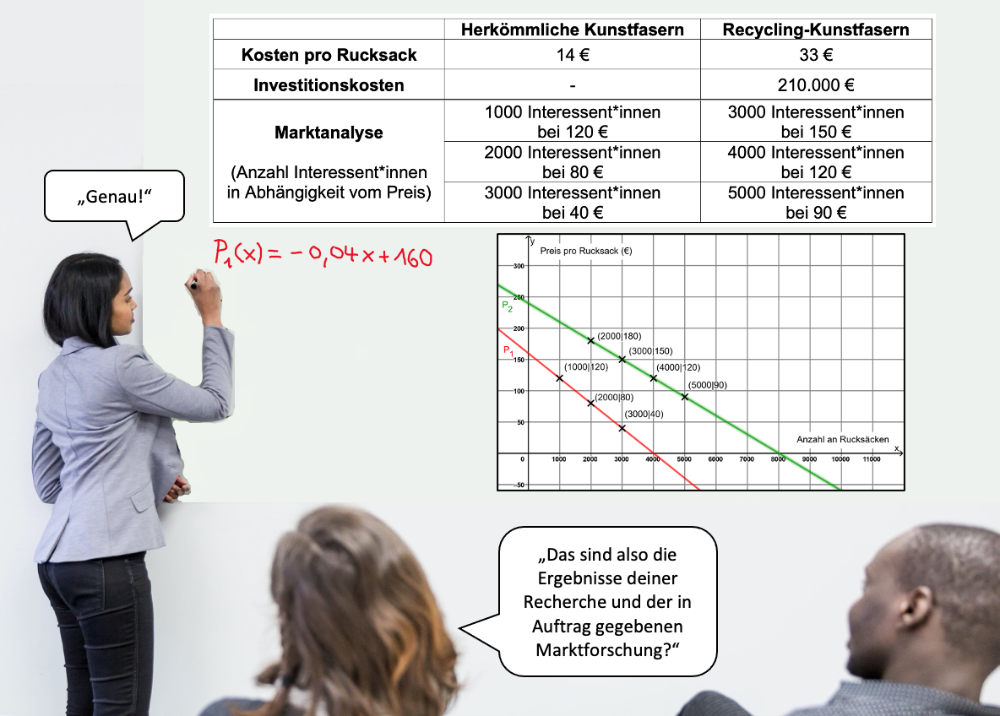 Herkömmliche Kunstfasern Recycling-Kunstfasern
Kosten pro Rucksack 14 € 33 €
Investitionskosten - 210.000 €
Marktanalyse
(Anzahl Interessent*innen
in Abhängigkeit vom Preis)
1000 Interessent*innen
bei 120 €
3000 Interessent*innen
bei 150 €
2000 Interessent*innen
bei 80 €
4000 Interessent*innen
bei 120 €
3000 Interessent*innen
bei 40 €
5000 Interessent*innen
bei 90 €
„Genau!“
P₁(x) = - 0,04x + 160
y
Preis pro Rucksack (€)
300
250
200
150
100
50
0
−50
P₂
P₁
(2000|180)
(3000|150)
(1000|120)
(4000|120)
(5000|90)
(2000|80)
(3000|40)
Anzahl an Rucksäcken
x
1000 2000 3000 4000 5000 6000 7000 8000 9000 10000 11000
„Das sind also die
Ergebnisse deiner
Recherche und der in
Auftrag gegebenen
Marktforschung?“